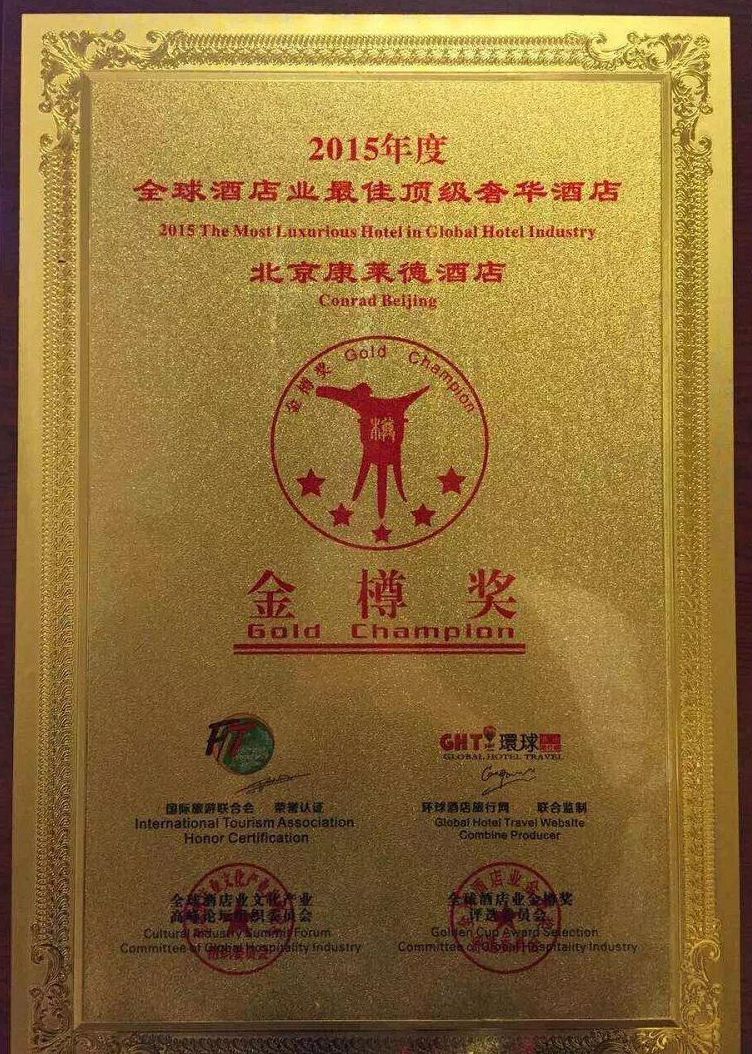 2015年度
全球酒店业最佳顶级奢华酒店
2015 The Most Luxurious Hotel in Global Hotel Industry
北京康莱德酒店
Conrad Beijing
金樽奖 Gold Champion
金樽奖
Gold Champion
GHT 環球
GLOBAL HOTEL TRAVEL
国际旅游联合会 荣誉认证
International Tourism Association
Honor Certification
环球酒店旅行网 联合监制
Global Hotel Travel Website
Combine Producer
全球酒店业文化产业
高峰论坛组织委员会
Cultural Industry Summit Forum
Committee of Global Hospitality Industry
全球酒店业金樽奖
评选委员会
Golden Cup Award Selection
Committee of Global Hospitality Industry